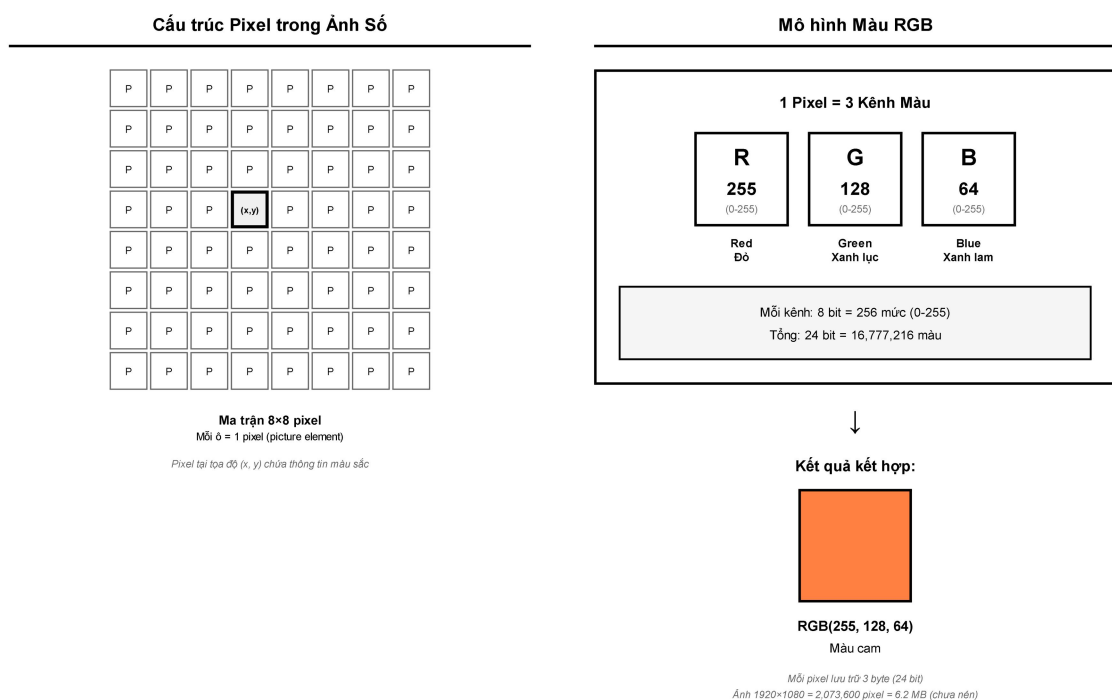 Cấu trúc Pixel trong Ảnh Số
P P P P P P P P
P P P P P P P P
P P P P P P P P
P P P (x,y) P P P P
P P P P P P P P
P P P P P P P P
P P P P P P P P
P P P P P P P P
Ma trận 8×8 pixel
Mỗi ô = 1 pixel (picture element)
Pixel tại tọa độ (x, y) chứa thông tin màu sắc
Mô hình Màu RGB
1 Pixel = 3 Kênh Màu
R G B
255 128 64
(0-255) (0-255) (0-255)
Red Green Blue
Đỏ Xanh lục Xanh lam
Mỗi kênh: 8 bit = 256 mức (0-255)
Tổng: 24 bit = 16,777,216 màu
↓
Kết quả kết hợp:
RGB(255, 128, 64)
Màu cam
Mỗi pixel lưu trữ 3 byte (24 bit)
Ảnh 1920×1080 = 2,073,600 pixel = 6.2 MB (chưa nén)